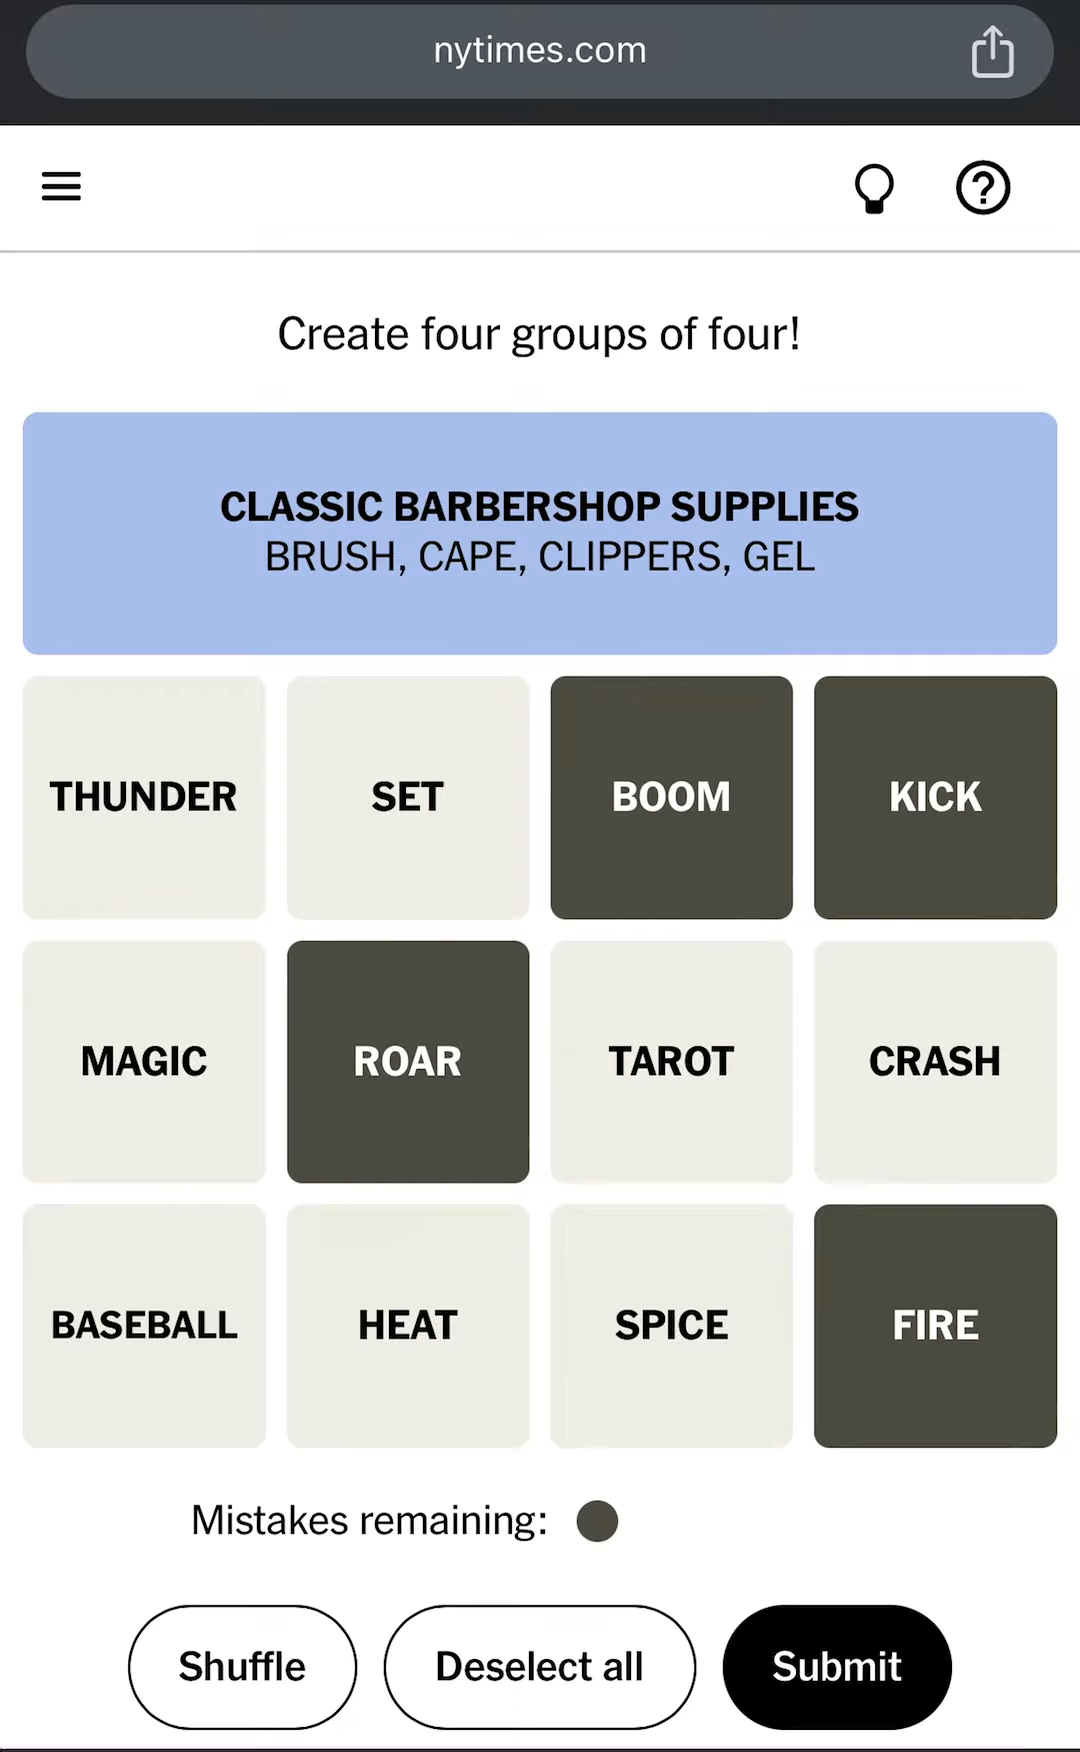 nytimes.com
Create four groups of four!
CLASSIC BARBERSHOP SUPPLIES
BRUSH, CAPE, CLIPPERS, GEL
THUNDER SET BOOM KICK
MAGIC ROAR TAROT CRASH
BASEBALL HEAT SPICE FIRE
Mistakes remaining:
Shuffle Deselect all Submit